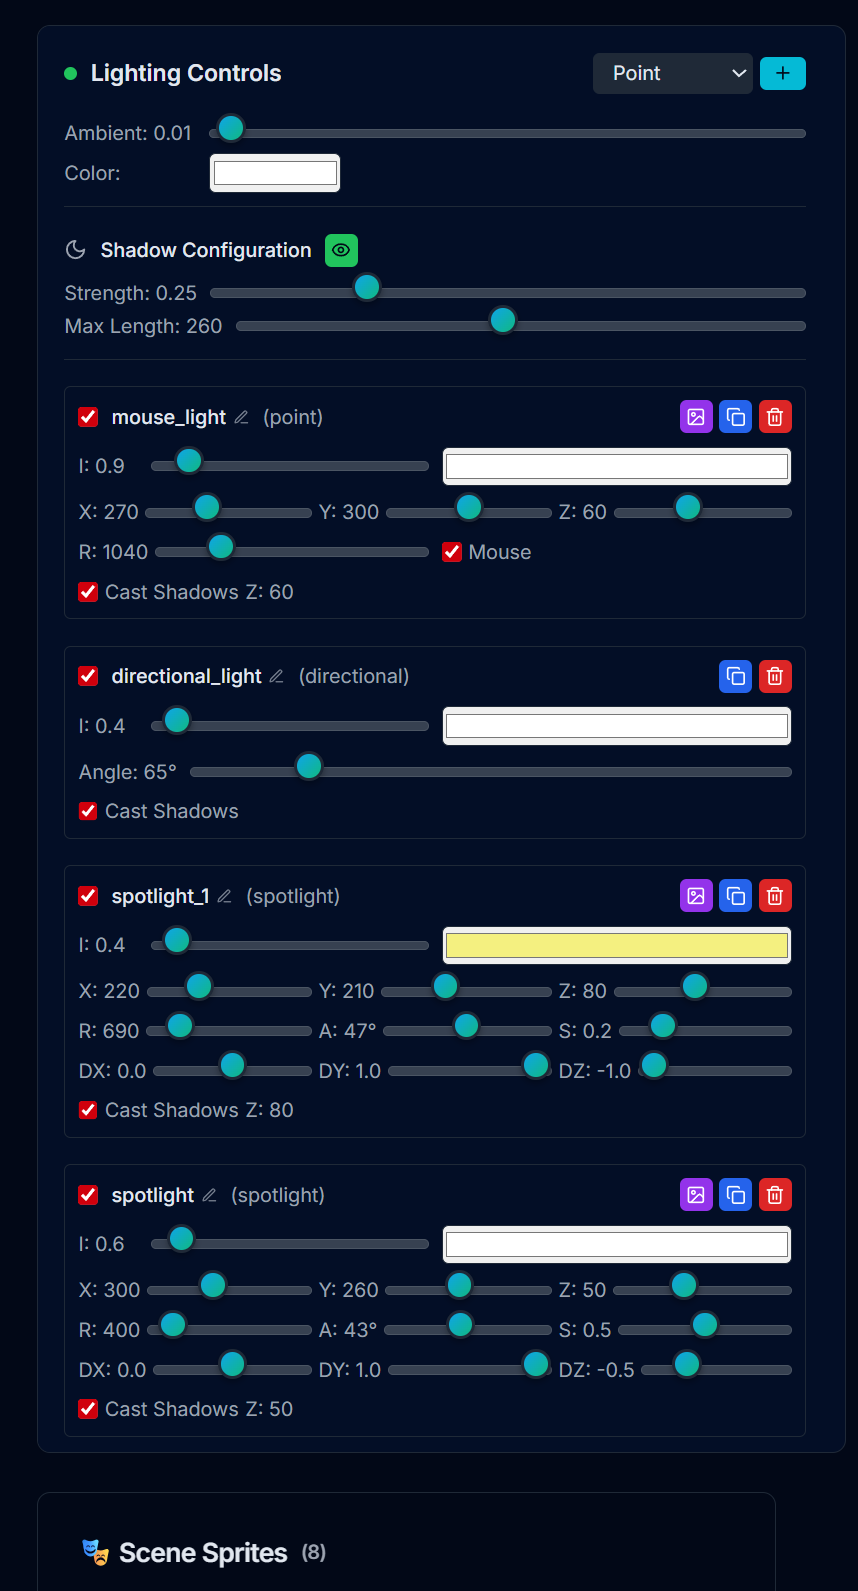 Lighting Controls Point
Ambient: 0.01
Color:
Shadow Configuration
Strength: 0.25
Max Length: 260
mouse_light (point)
I: 0.9
X: 270 Y: 300 Z: 60
R: 1040 Mouse
Cast Shadows Z: 60
directional_light (directional)
I: 0.4
Angle: 65°
Cast Shadows
spotlight_1 (spotlight)
I: 0.4
X: 220 Y: 210 Z: 80
R: 690 A: 47° S: 0.2
DX: 0.0 DY: 1.0 DZ: -1.0
Cast Shadows Z: 80
spotlight (spotlight)
I: 0.6
X: 300 Y: 260 Z: 50
R: 400 A: 43° S: 0.5
DX: 0.0 DY: 1.0 DZ: -0.5
Cast Shadows Z: 50
Scene Sprites (8)